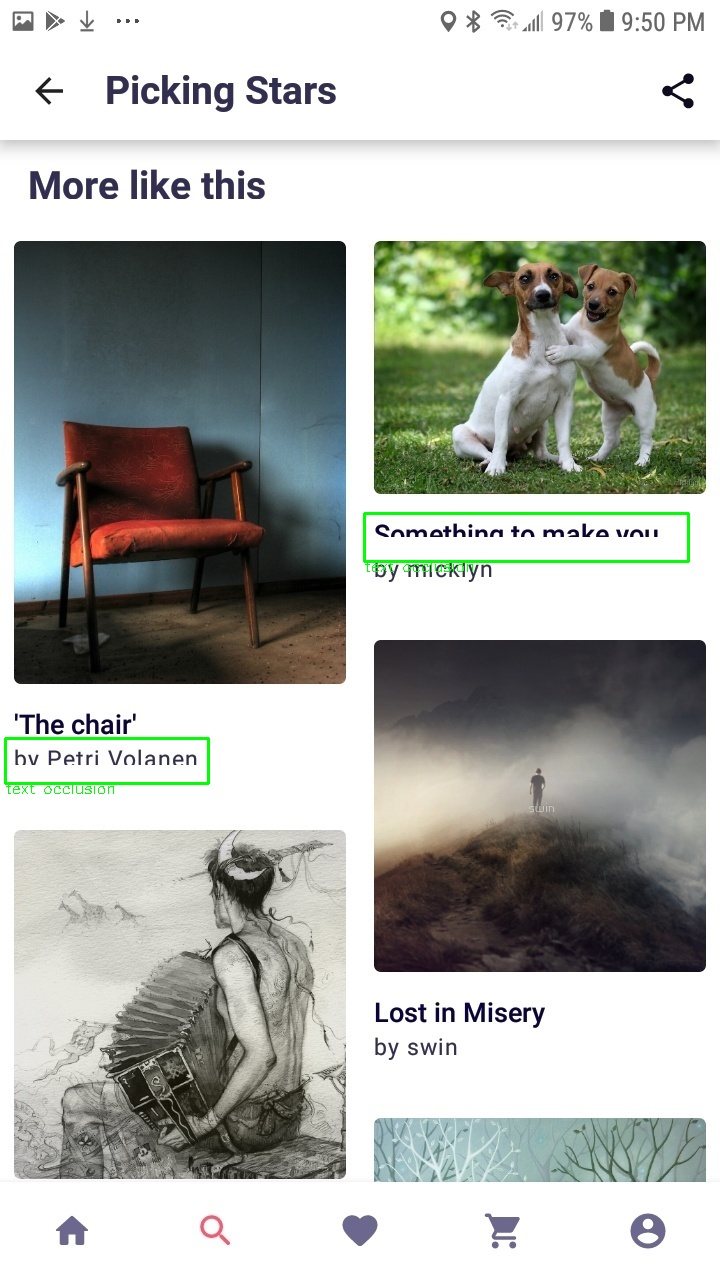 97% 9:50 PM
Picking Stars
More like this
Something to make you
text occlusion
by micklyn
'The chair'
by Petri Volanen
text occlusion
swin
Lost in Misery
by swin